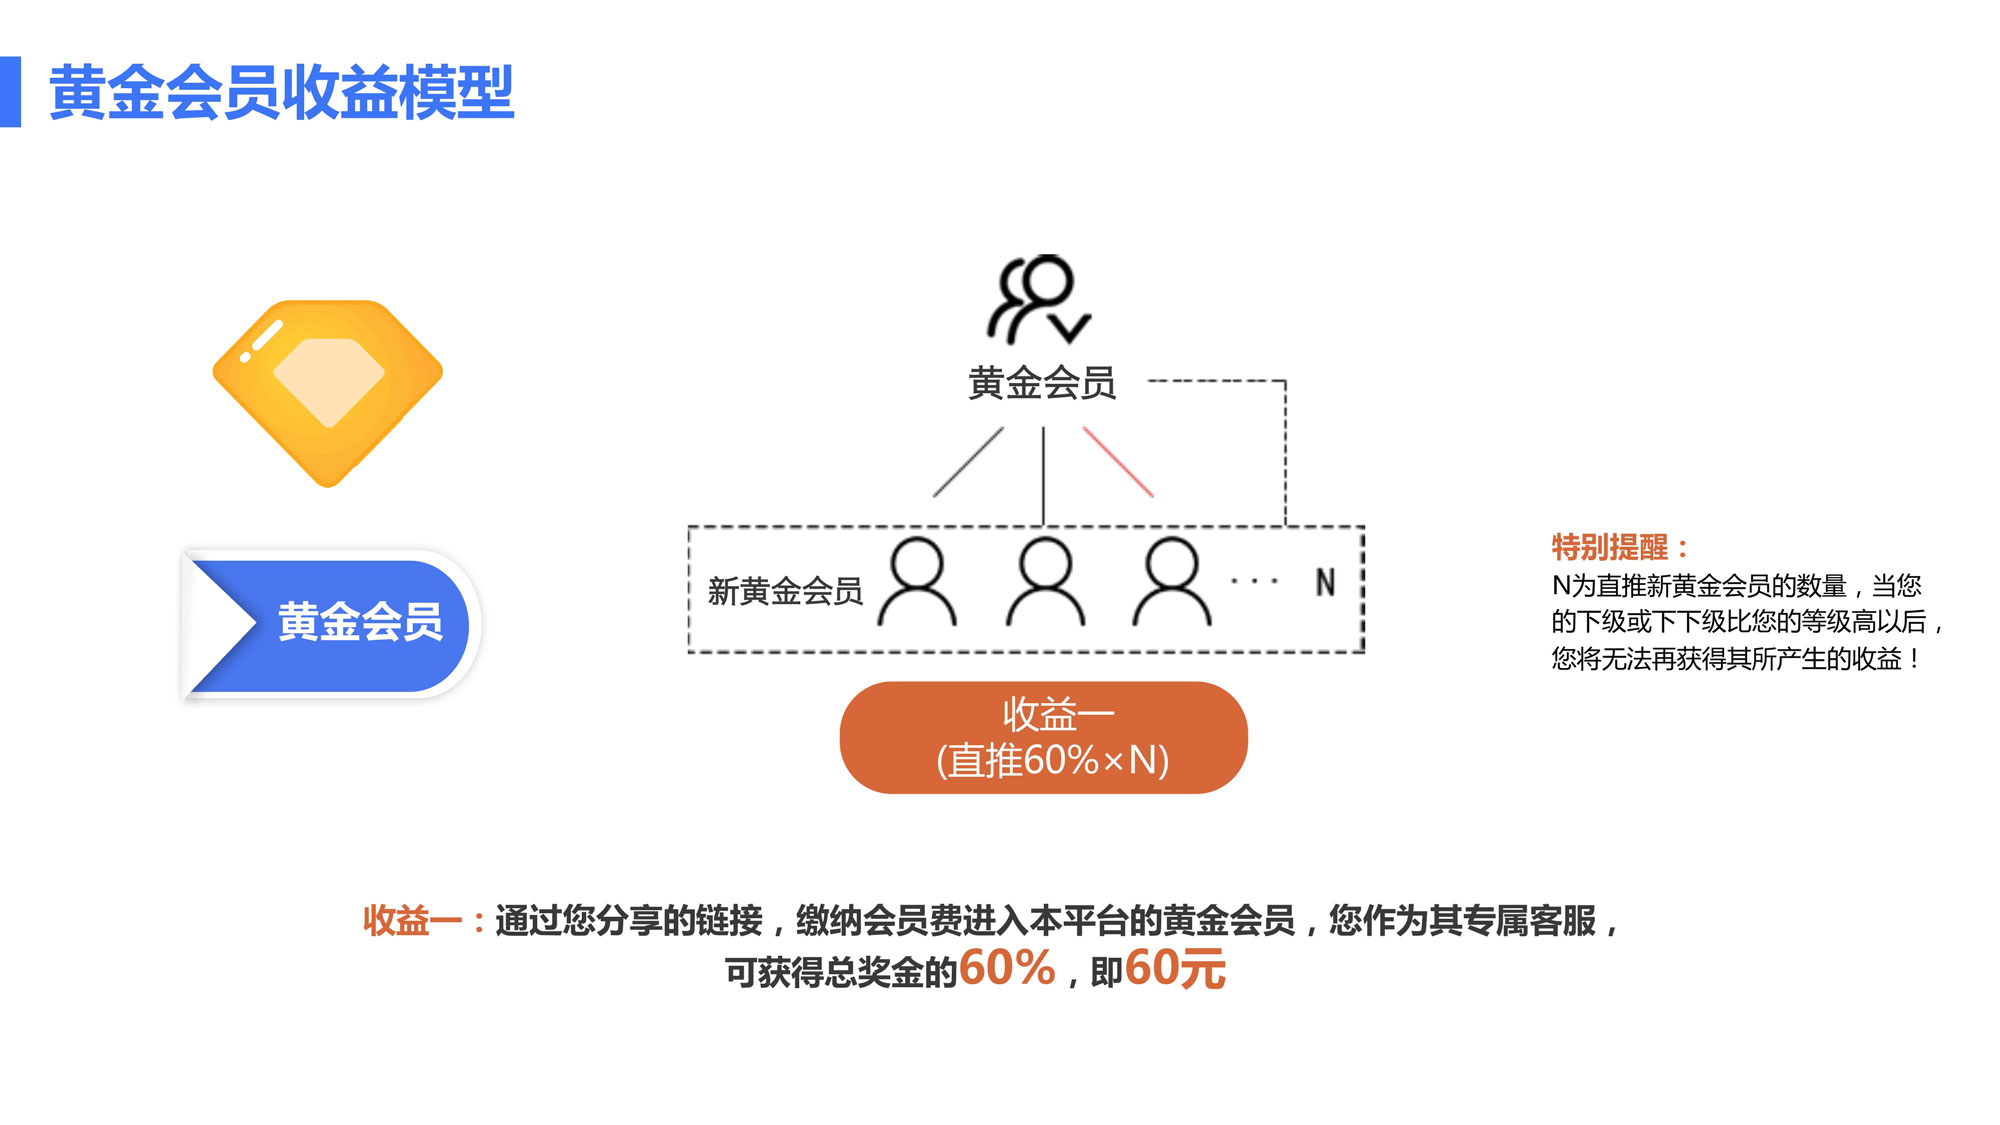 黄金会员收益模型
黄金会员
黄金会员
新黄金会员
··· N
收益一
(直推60%×N)
特别提醒：
N为直推新黄金会员的数量，当您
的下级或下下级比您的等级高以后，
您将无法再获得其所产生的收益！
收益一：通过您分享的链接，缴纳会员费进入本平台的黄金会员，您作为其专属客服，
可获得总奖金的60%，即60元